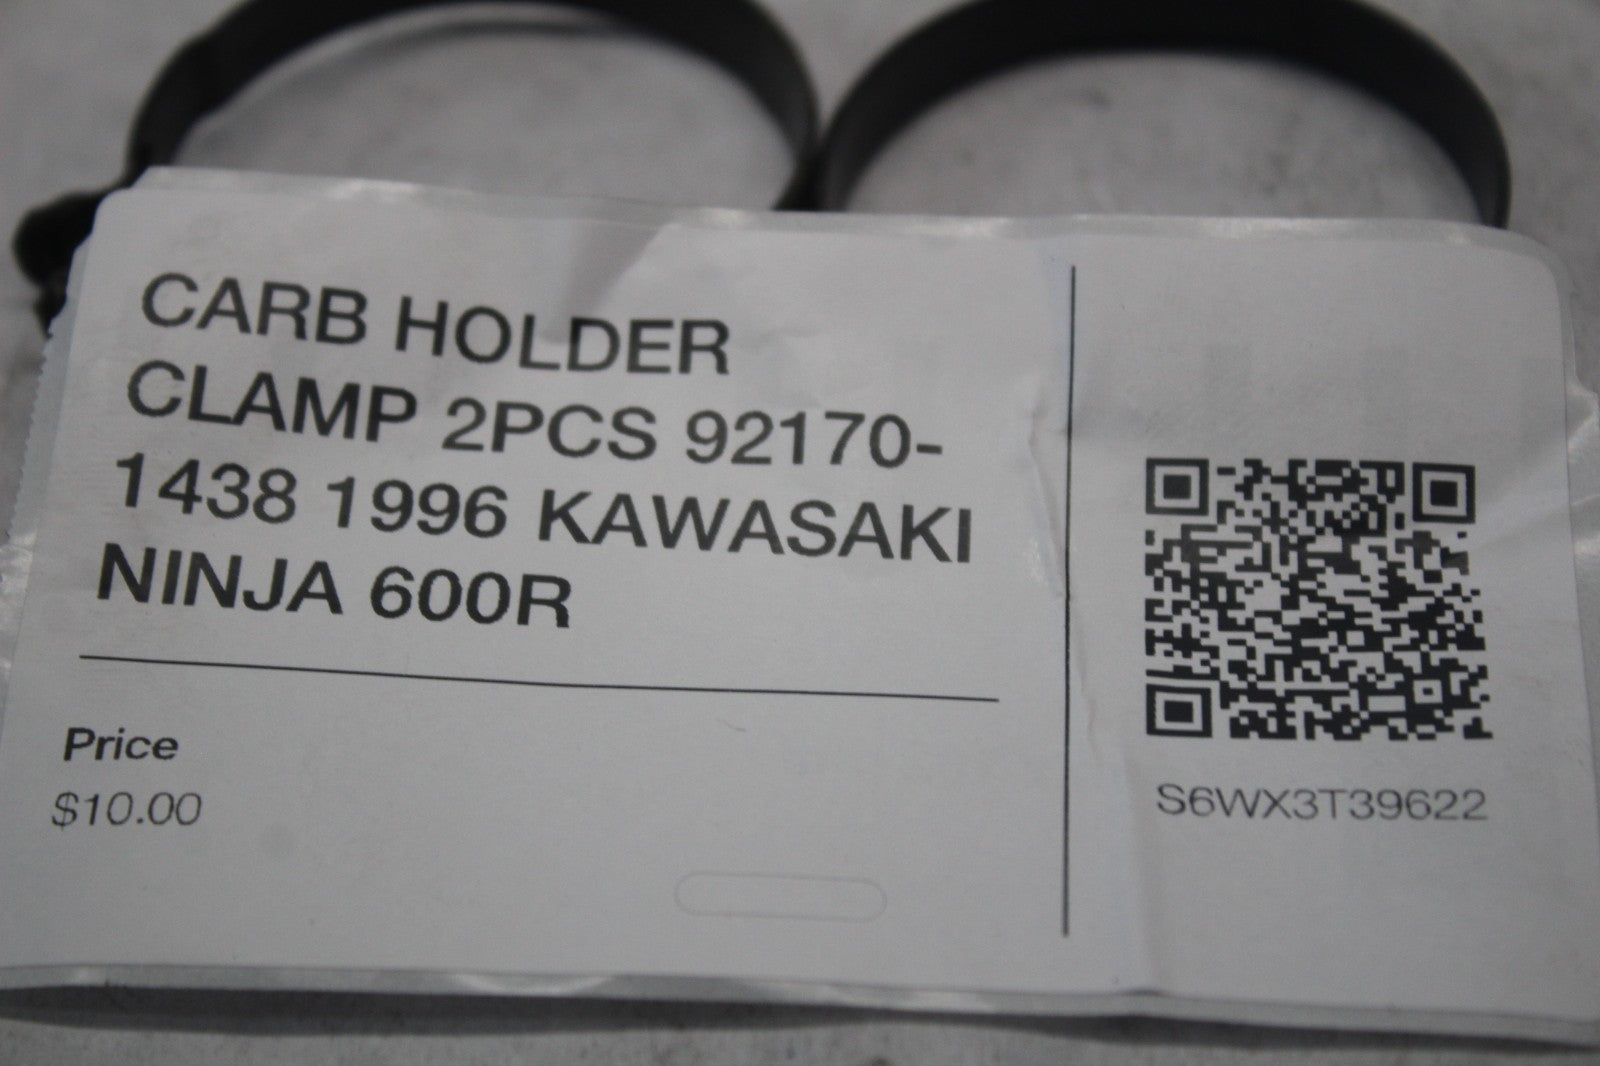 CARB HOLDER
CLAMP 2PCS 92170-
1438 1996 KAWASAKI
NINJA 600R
Price
$10.00
S6WX3T39622